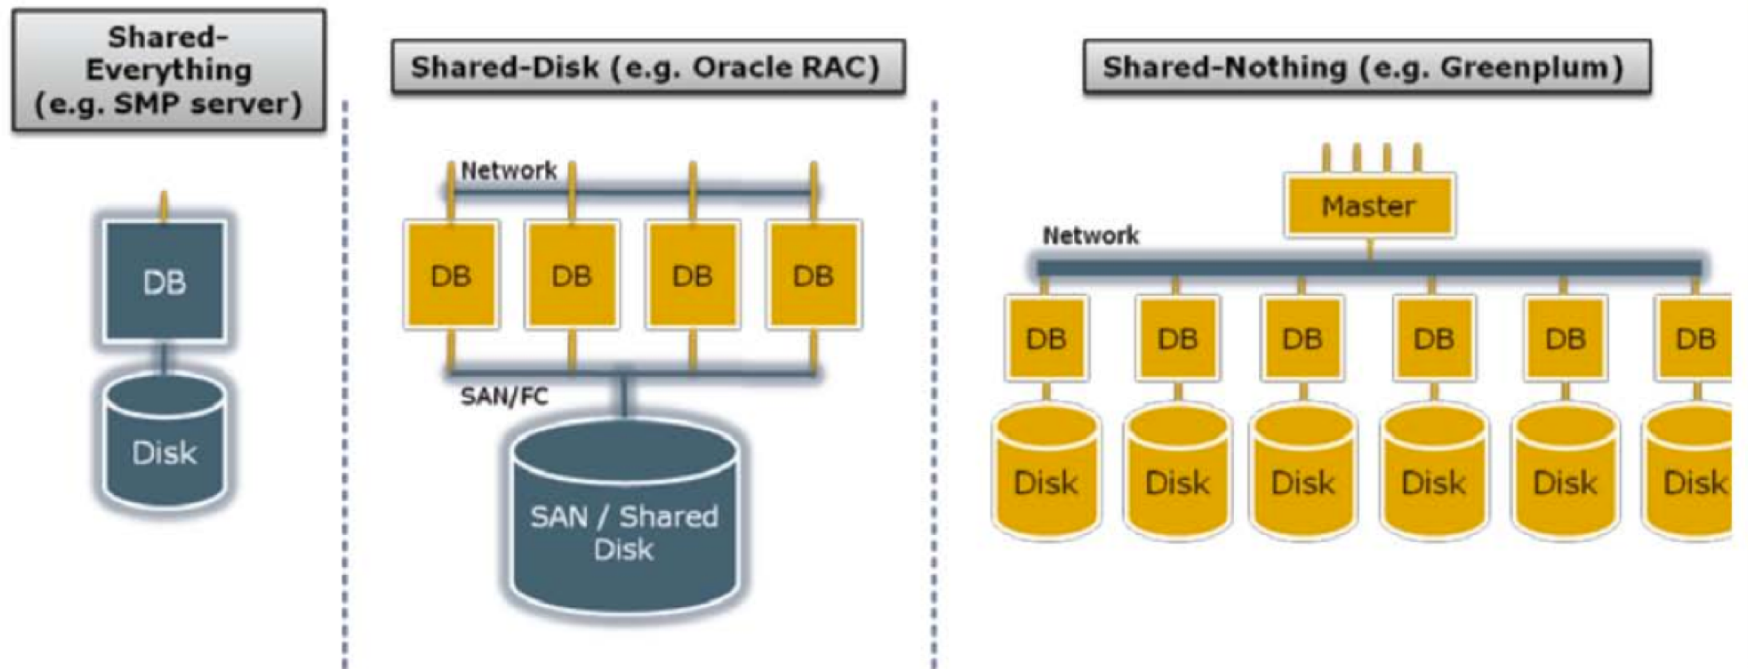 Shared-
Everything
(e.g. SMP server)
DB
Disk
Shared-Disk (e.g. Oracle RAC)
Network
DB DB DB DB
SAN/FC
SAN / Shared
Disk
Shared-Nothing (e.g. Greenplum)
Master
Network
DB DB DB DB DB DB
Disk Disk Disk Disk Disk Disk